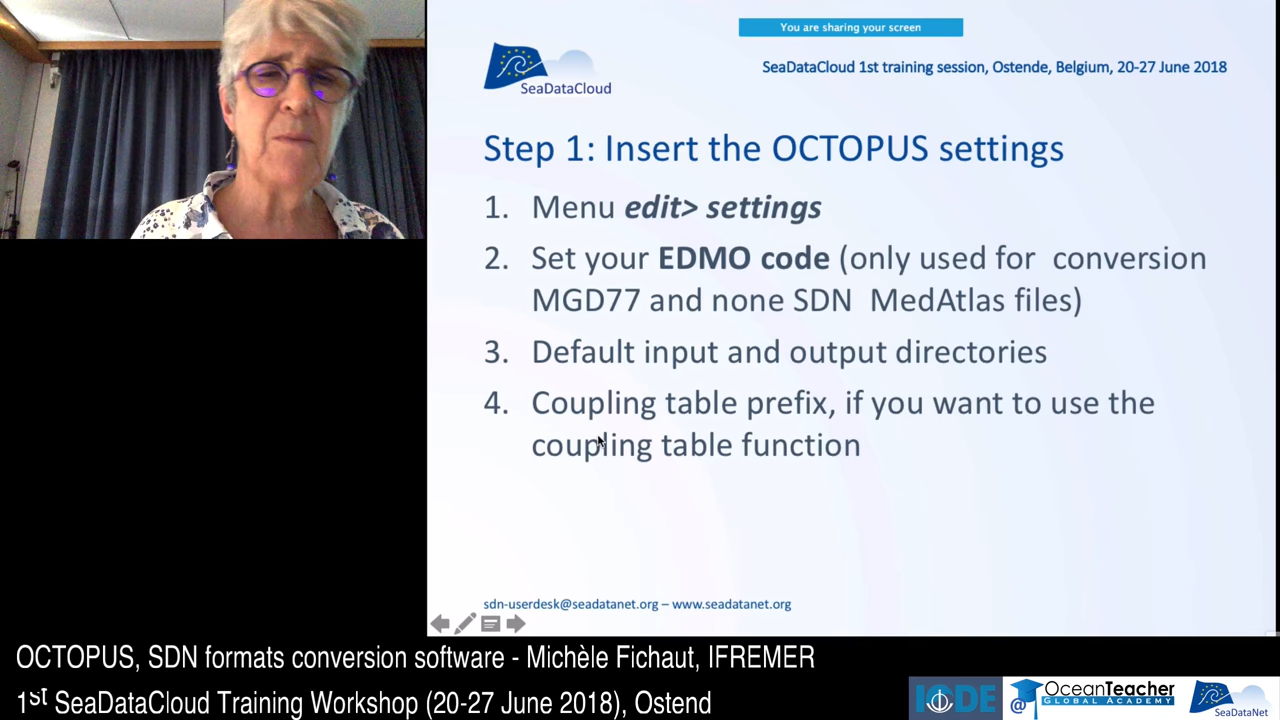 You are sharing your screen
SeaDataCloud
SeaDataCloud 1st training session, Ostende, Belgium, 20-27 June 2018
Step 1: Insert the OCTOPUS settings
1. Menu edit> settings
2. Set your EDMO code (only used for conversion
MGD77 and none SDN MedAtlas files)
3. Default input and output directories
4. Coupling table prefix, if you want to use the
coupling table function
sdn-userdesk@seadatanet.org – www.seadatanet.org
OCTOPUS, SDN formats conversion software - Michèle Fichaut, IFREMER
1st SeaDataCloud Training Workshop (20-27 June 2018), Ostend
IODE
@ OceanTeacher
GLOBAL ACADEMY
SeaDataNet